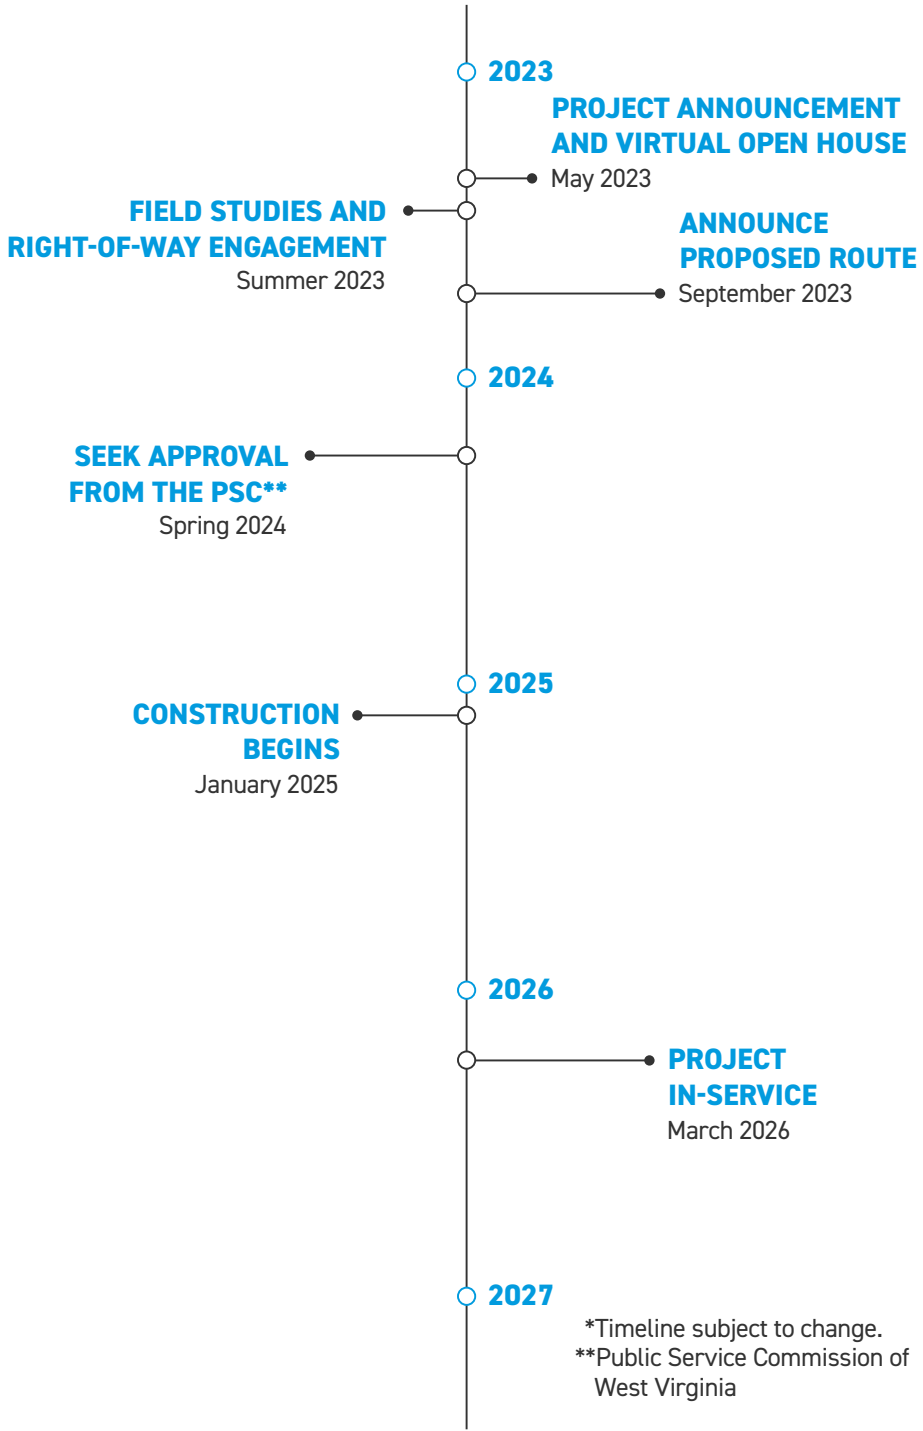 2023
PROJECT ANNOUNCEMENT
AND VIRTUAL OPEN HOUSE
May 2023
FIELD STUDIES AND
RIGHT-OF-WAY ENGAGEMENT
Summer 2023
ANNOUNCE
PROPOSED ROUTE
September 2023
2024
SEEK APPROVAL
FROM THE PSC**
Spring 2024
2025
CONSTRUCTION
BEGINS
January 2025
2026
PROJECT
IN-SERVICE
March 2026
2027
*Timeline subject to change.
**Public Service Commission of
West Virginia